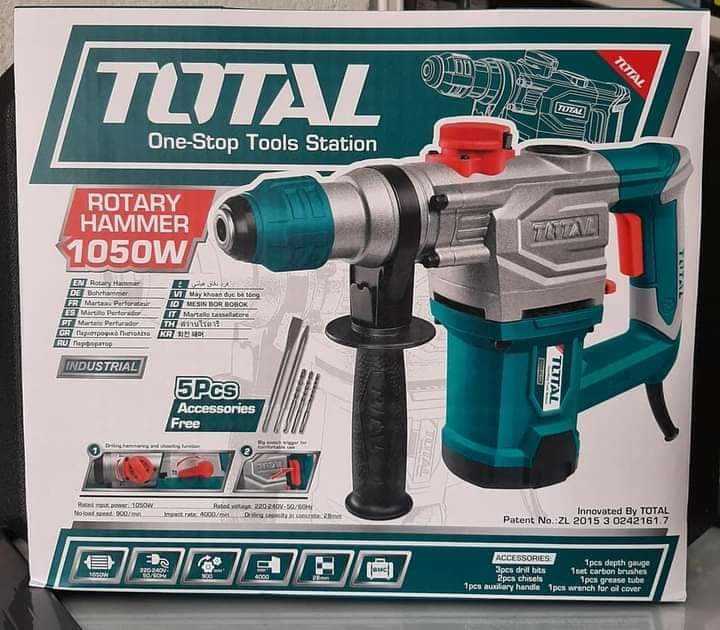 TOTAL
One-Stop Tools Station
TOTAL
TOTAL
ROTARY
HAMMER
1050W
TOTAL
EN Rotary Hammer
DE Bohrhammer
FR Marteau Perforateur
ES Martillo Perforador
PT Martelo Perforador
GR Περιστροφικό Πιστολέτο
RU Перфоратор
VI Máy khoan đục bê tông
ID MESIN BOR BOBOK
IT Martello tassellatore
TH สว่านโรตารี่
KR 회전 해머
INDUSTRIAL
5Pcs
Accessories
Free
TOTAL
TOTAL
1 Drilling hammering and chiseling function
2 Big switch trigger for
comfortable use
TOTAL
Rated input power: 1050W Rated voltage: 220-240V~50/60Hz
No-load speed: 900/min Impact rate: 4000/min Drilling capacity in concrete: 28mm
Innovated By TOTAL
Patent No.:ZL 2015 3 0242161.7
1050W
220-240V~
50/60Hz
900
4000
28mm
BMC
ACCESSORIES:
3pcs drill bits
2pcs chisels
1pcs auxiliary handle
1pcs depth gauge
1set carbon brushes
1pcs grease tube
1pcs wrench for oil cover